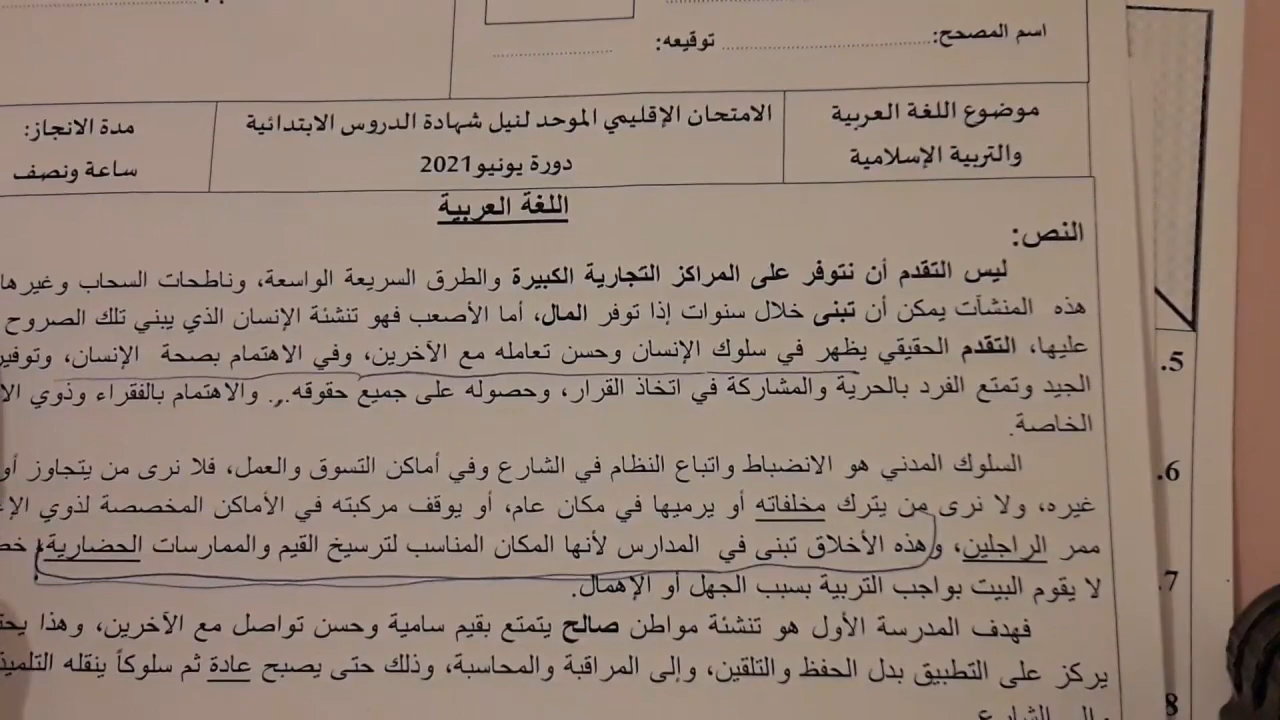 اسم المصحح: ........................ توقيعه: ................
موضوع اللغة العربية والتربية الإسلامية
الامتحان الإقليمي الموحد لنيل شهادة الدروس الابتدائية
دورة يونيو2021
مدة الانجاز:
ساعة ونصف
اللغة العربية
النص:
ليس التقدم أن نتوفر على المراكز التجارية الكبيرة والطرق السريعة الواسعة، وناطحات السحاب وغيرها
هذه المنشآت يمكن أن تبنى خلال سنوات إذا توفر المال، أما الأصعب فهو تنشئة الإنسان الذي يبني تلك الصروح
عليها، التقدم الحقيقي يظهر في سلوك الإنسان وحسن تعامله مع الآخرين، وفي الاهتمام بصحة الإنسان، وتوفير
الجيد وتمتع الفرد بالحرية والمشاركة في اتخاذ القرار، وحصوله على جميع حقوقه... والاهتمام بالفقراء وذوي
الخاصة.
السلوك المدني هو الانضباط واتباع النظام في الشارع وفي أماكن التسوق والعمل، فلا نرى من يتجاوز أو
غيره، ولا نرى من يترك مخلفاته أو يرميها في مكان عام، أو يوقف مركبته في الأماكن المخصصة لذوي
ممر الراجلين، وهذه الأخلاق تبنى في المدارس لأنها المكان المناسب لترسيخ القيم والممارسات الحضارية،
لا يقوم البيت بواجب التربية بسبب الجهل أو الإهمال.
فهدف المدرسة الأول هو تنشئة مواطن صالح يتمتع بقيم سامية وحسن تواصل مع الآخرين، وهذا
يركز على التطبيق بدل الحفظ والتلقين، وإلى المراقبة والمحاسبة، وذلك حتى يصبح عادة ثم سلوكاً ينقله
الشارع
5.
6.
7.
8